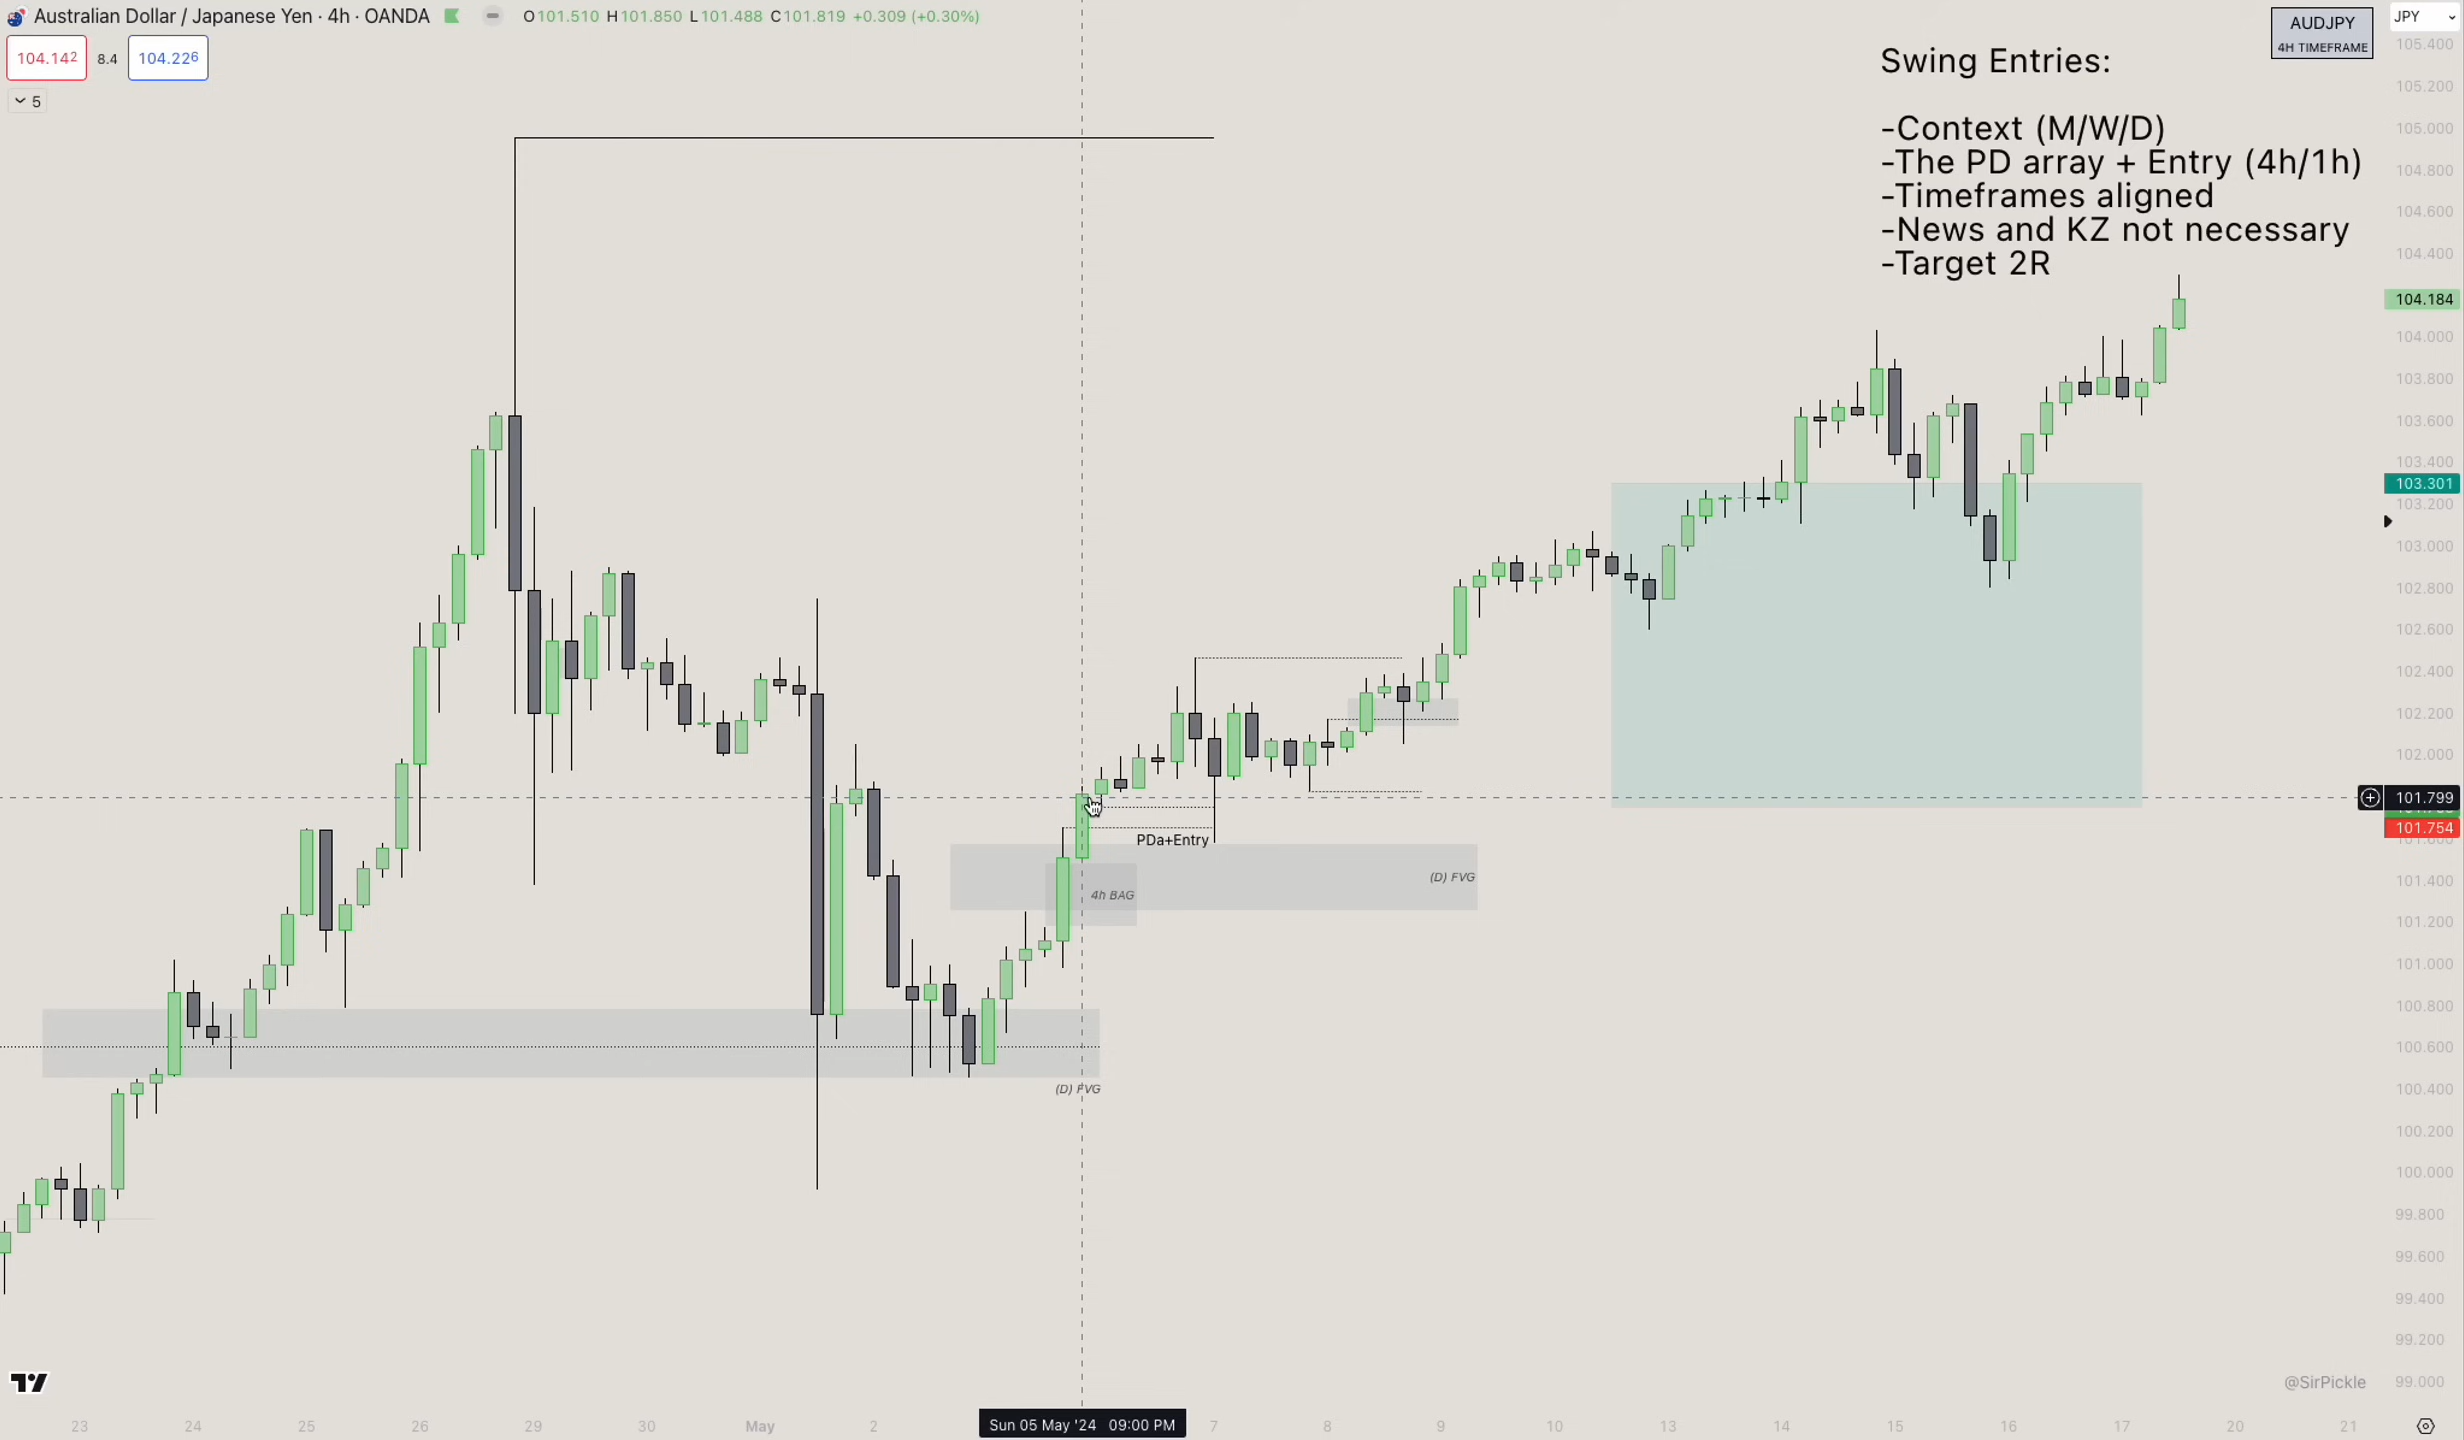 Australian Dollar / Japanese Yen · 4h · OANDA
O101.510 H101.850 L101.488 C101.819 +0.309 (+0.30%)
104.142 8.4 104.226
5
AUDJPY
4H TIMEFRAME
JPY
Swing Entries:
-Context (M/W/D)
-The PD array + Entry (4h/1h)
-Timeframes aligned
-News and KZ not necessary
-Target 2R
105.400
105.200
105.000
104.800
104.600
104.400
104.184
104.000
103.800
103.600
103.400
103.301
103.200
103.000
102.800
102.600
102.400
102.200
102.000
101.799
101.754
101.400
101.200
101.000
100.800
100.600
100.400
100.200
100.000
99.800
99.600
99.400
99.200
99.000
PDa+Entry
(D) FVG
4h BAG
(D) FVG
@SirPickle
23 24 25 26 29 30 May 2 Sun 05 May '24 09:00 PM 7 8 9 10 13 14 15 16 17 20 21